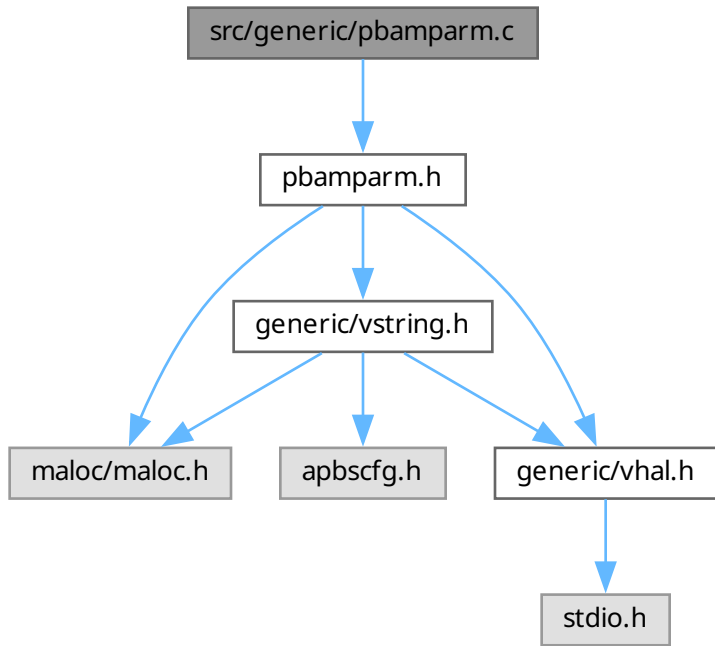 src/generic/pbamparm.c
pbamparm.h
generic/vstring.h
maloc/maloc.h
apbscfg.h
generic/vhal.h
stdio.h